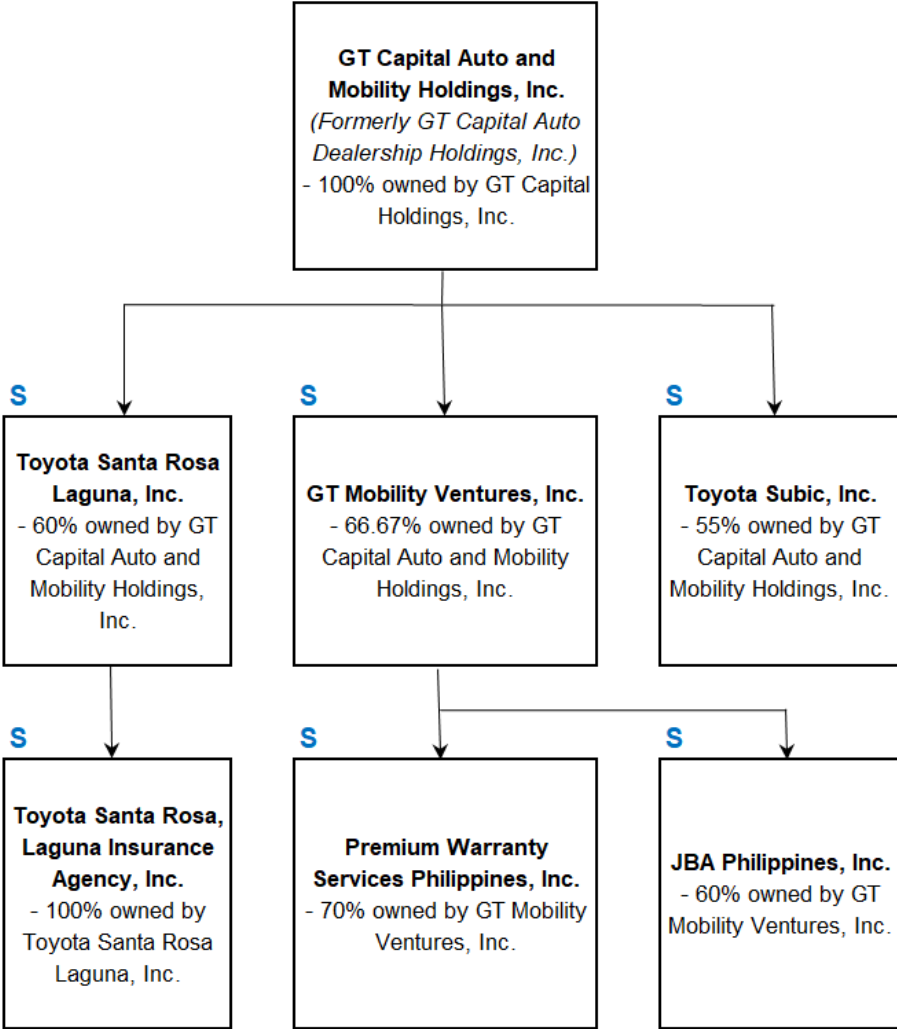 GT Capital Auto and
Mobility Holdings, Inc.
(Formerly GT Capital Auto
Dealership Holdings, Inc.)
- 100% owned by GT Capital
Holdings, Inc.
S
Toyota Santa Rosa
Laguna, Inc.
- 60% owned by GT
Capital Auto and
Mobility Holdings,
Inc.
S
GT Mobility Ventures, Inc.
- 66.67% owned by GT
Capital Auto and Mobility
Holdings, Inc.
S
Toyota Subic, Inc.
- 55% owned by GT
Capital Auto and
Mobility Holdings, Inc.
S
Toyota Santa Rosa,
Laguna Insurance
Agency, Inc.
- 100% owned by
Toyota Santa Rosa
Laguna, Inc.
S
Premium Warranty
Services Philippines, Inc.
- 70% owned by GT Mobility
Ventures, Inc.
S
JBA Philippines, Inc.
- 60% owned by GT
Mobility Ventures, Inc.